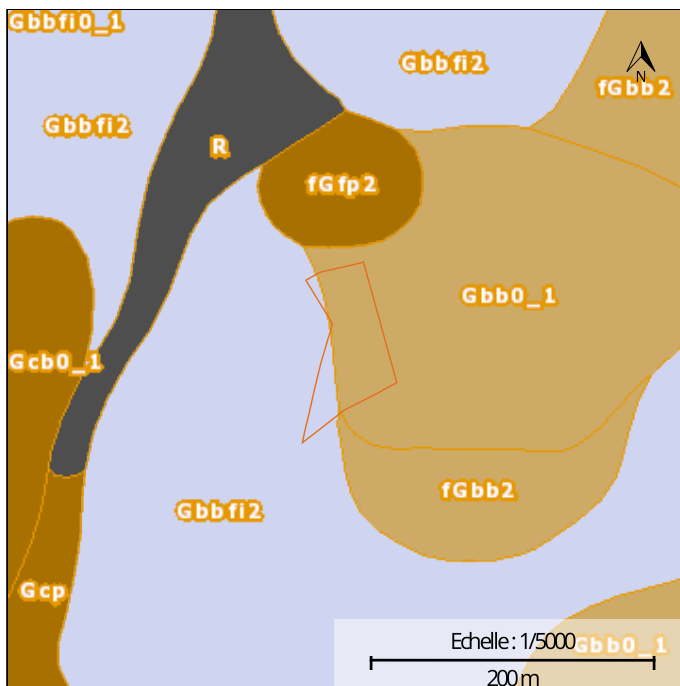 Gbbfi0_1
Gbbfi2
N
fGbb2
Gbbfi2
R
fGfp2
Gbb0_1
Gcb0_1
fGbb2
Gbbfi2
Gcp
Echelle : 1/5000
Gbb0_1
200 m